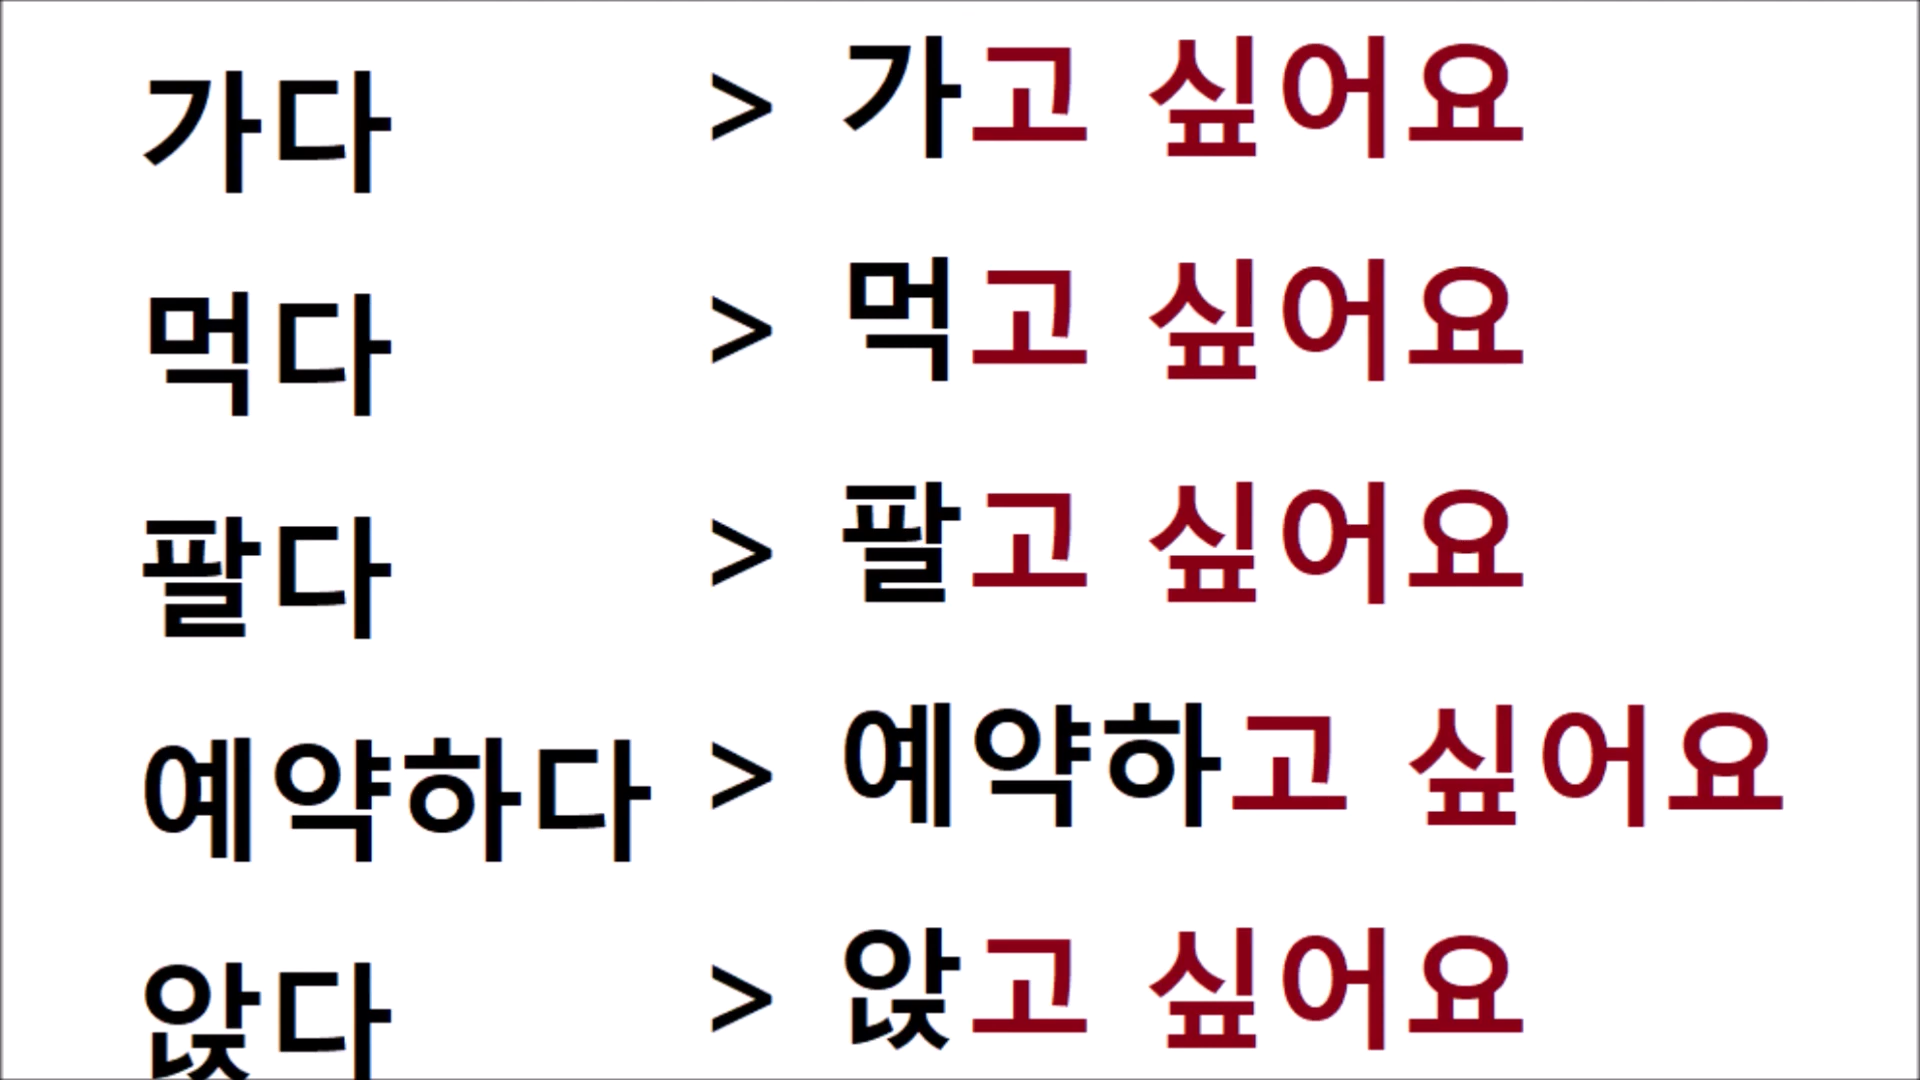 가다 > 가고 싶어요
먹다 > 먹고 싶어요
팔다 > 팔고 싶어요
예약하다 > 예약하고 싶어요
앉다 > 앉고 싶어요